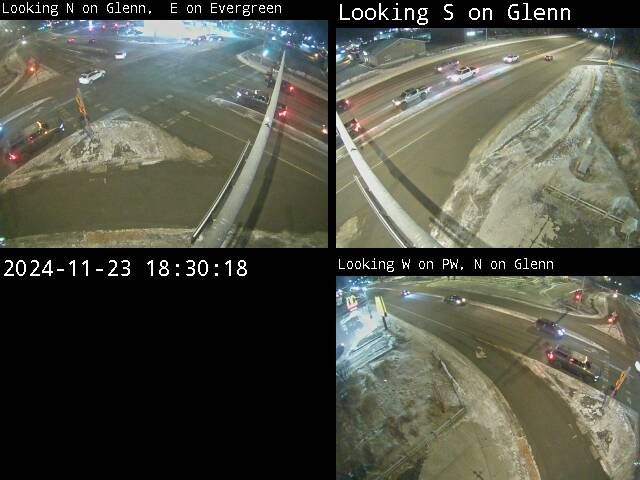 Looking N on Glenn,  E on Evergreen
Looking S on Glenn
2024-11-23 18:30:18
Looking W on PW, N on Glenn